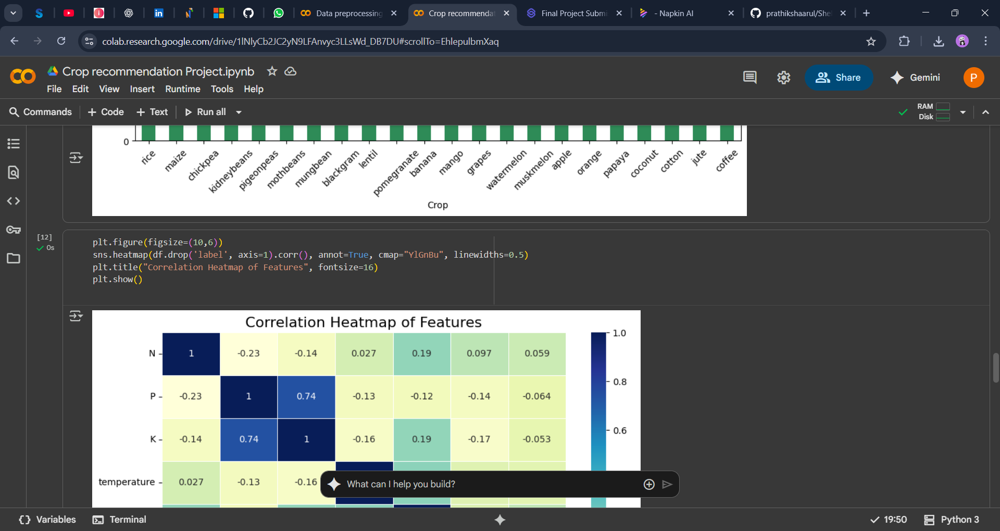 Data preprocessing
Crop recommendat
Final Project Submi
- Napkin AI
prathikshaarul/She
colab.research.google.com/drive/1lNlyCb2JC2yN9LFAnvyc3LLsWd_DB7DU#scrollTo=EhlepulbmXaq
Crop recommendation Project.ipynb
File Edit View Insert Runtime Tools Help
Share
Gemini
P
Commands + Code + Text Run all
RAM
Disk
0
rice maize chickpea kidneybeans pigeonpeas mothbeans mungbean blackgram lentil pomegranate banana mango grapes watermelon muskmelon apple orange papaya coconut cotton jute coffee
Crop
[12]
0s
plt.figure(figsize=(10,6))
sns.heatmap(df.drop('label', axis=1).corr(), annot=True, cmap="YlGnBu", linewidths=0.5)
plt.title("Correlation Heatmap of Features", fontsize=16)
plt.show()
Correlation Heatmap of Features
N 1 -0.23 -0.14 0.027 0.19 0.097 0.059
P -0.23 1 0.74 -0.13 -0.12 -0.14 -0.064
K -0.14 0.74 1 -0.16 0.19 -0.17 -0.053
temperature 0.027 -0.13 -0.16
1.0
0.8
0.6
What can I help you build?
{} Variables Terminal
19:50 Python 3